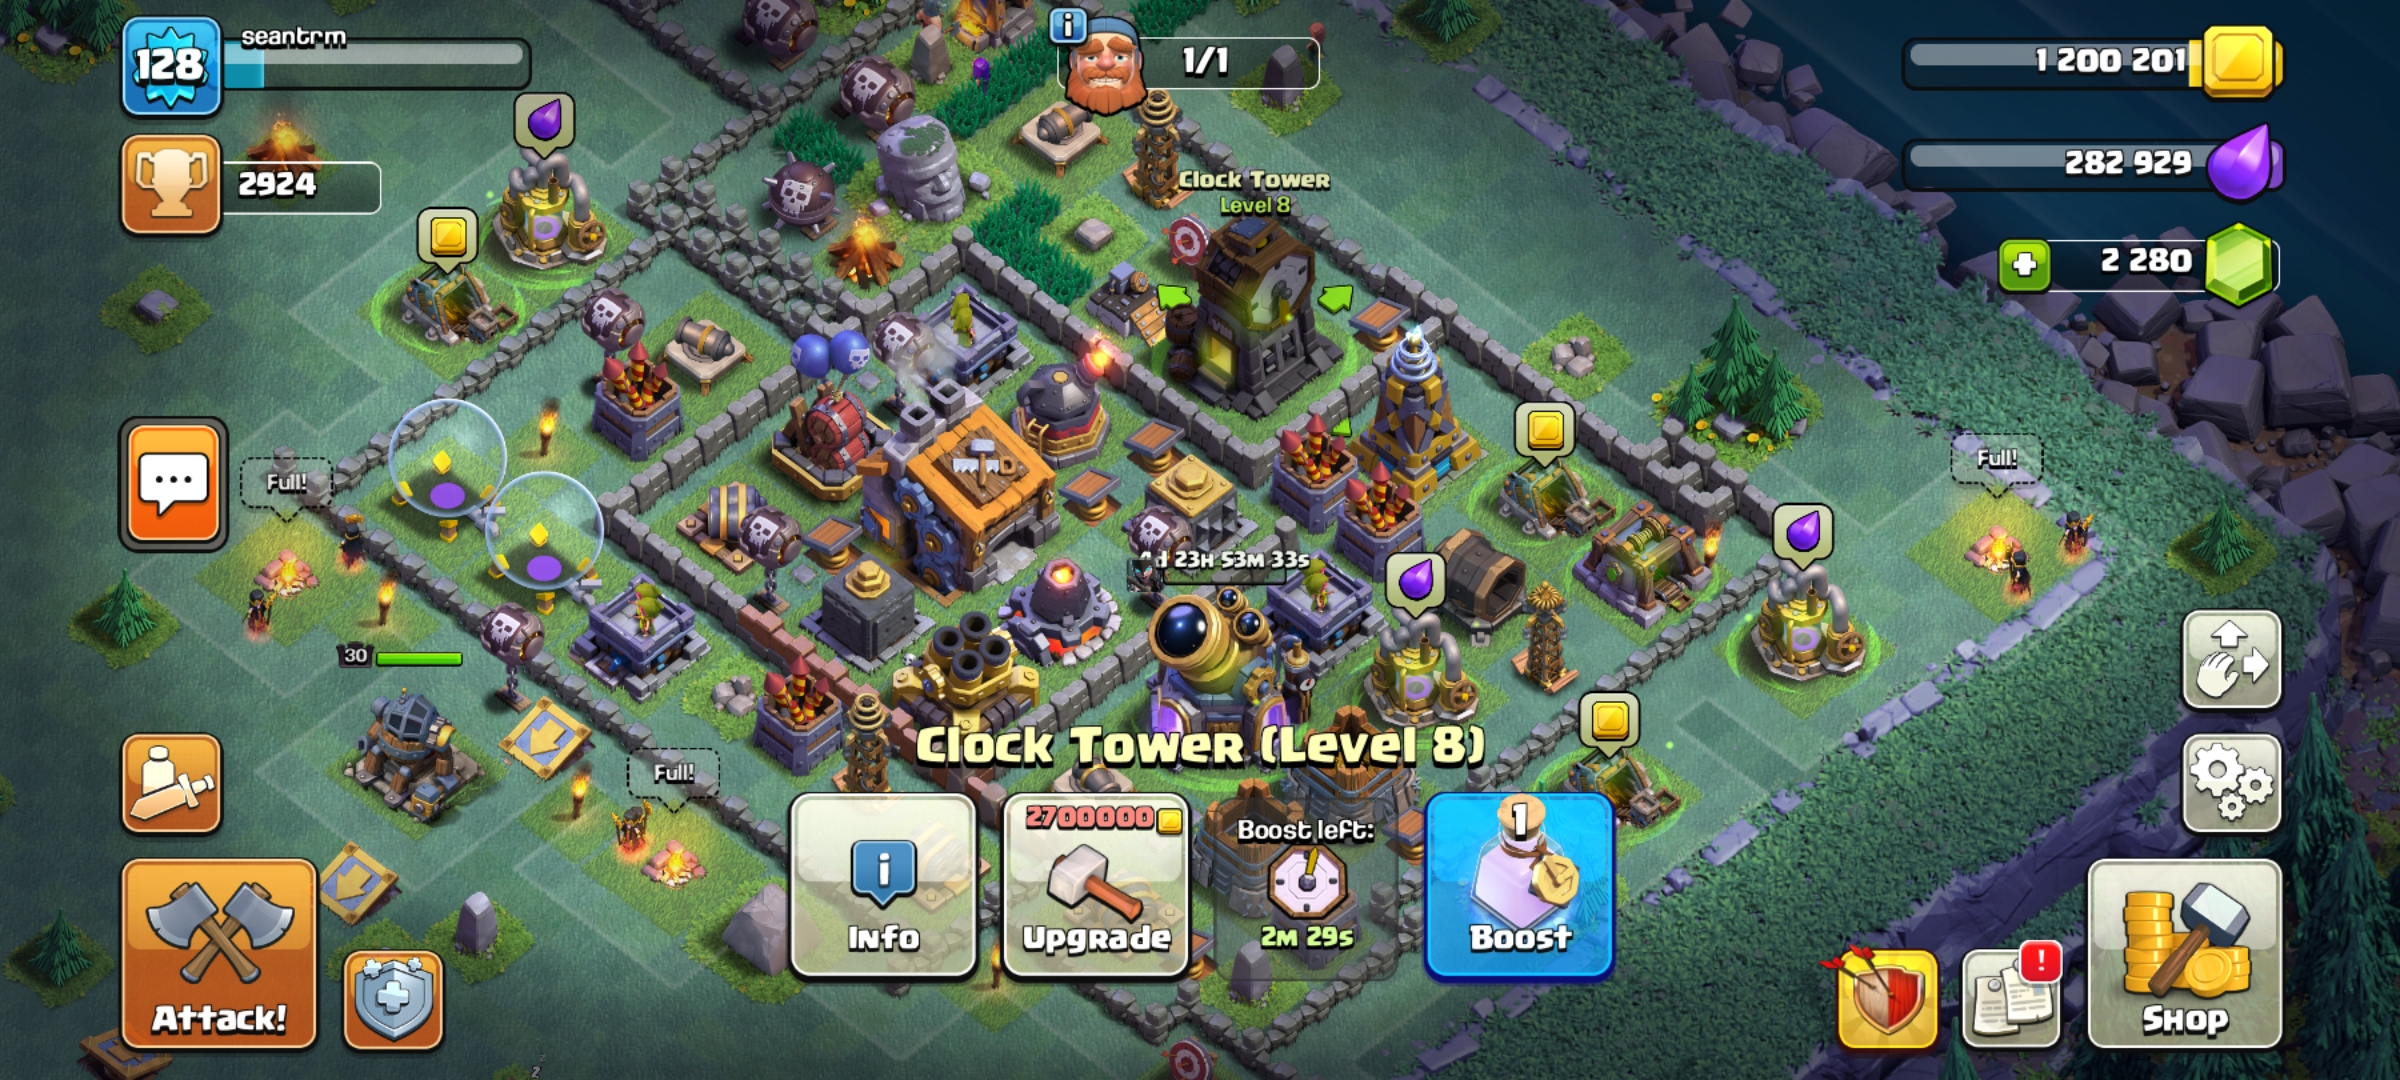 128
seantrm
1/1
1 200 201
282 929
2 280
2924
Clock Tower
Level 8
Full!
Full!
d 23H 53M 33s
30
Full!
Clock Tower (Level 8)
Info
2700000
Upgrade
Boost left:
2M 29s
1
Boost
Attack!
!
Shop